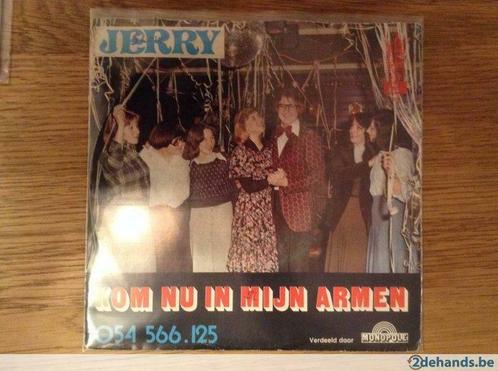 JERRY
KOM NU IN MIJN ARMEN
054 566.125
Verdeeld door
MONOPOLE
2dehands.be